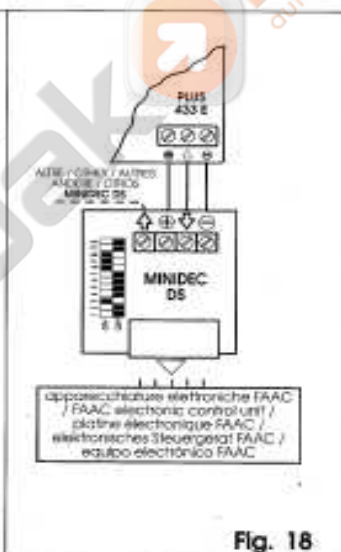 PLUS
433 E
ALTRE / OTHER / AUTRES
ANDERE / OTROS
MINIDEC DS
MINIDEC
DS
apparecchiature elettroniche FAAC
/ FAAC electronic control unit /
platine électronique FAAC /
elektronisches Steuergerät FAAC /
equipo electrónico FAAC
Fig. 18